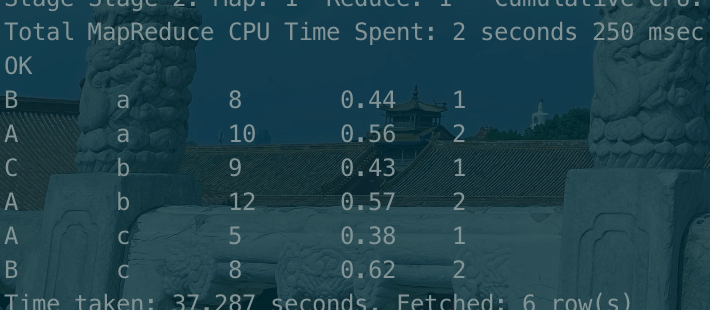 Stage-Stage-2: Map: 1  Reduce: 1   Cumulative CPU:
Total MapReduce CPU Time Spent: 2 seconds 250 msec
OK
B       a       8       0.44    1
A       a       10      0.56    2
C       b       9       0.43    1
A       b       12      0.57    2
A       c       5       0.38    1
B       c       8       0.62    2
Time taken: 37.287 seconds, Fetched: 6 row(s)